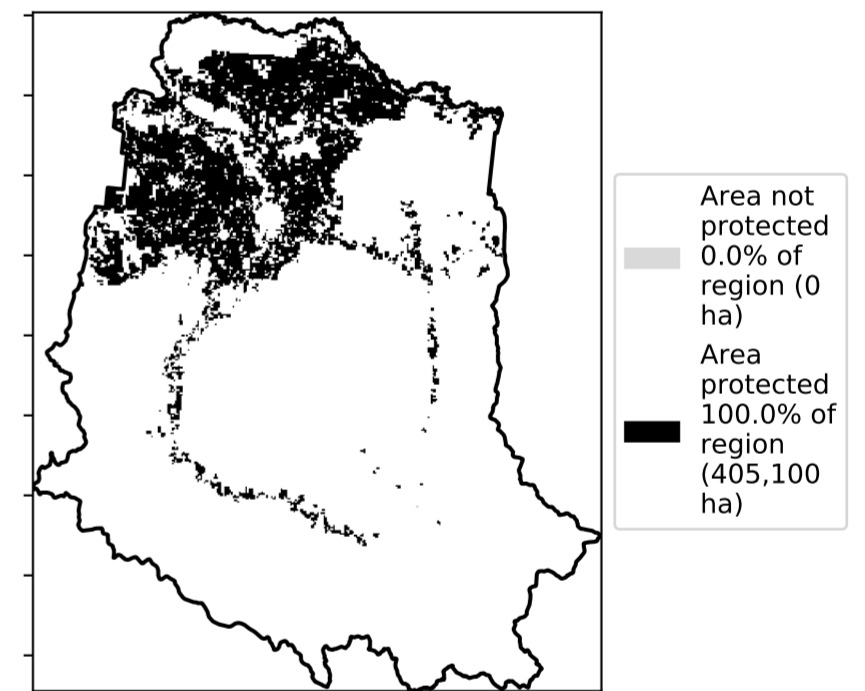 Area not
protected
0.0% of
region (0
ha)
Area
protected
100.0% of
region
(405,100
ha)